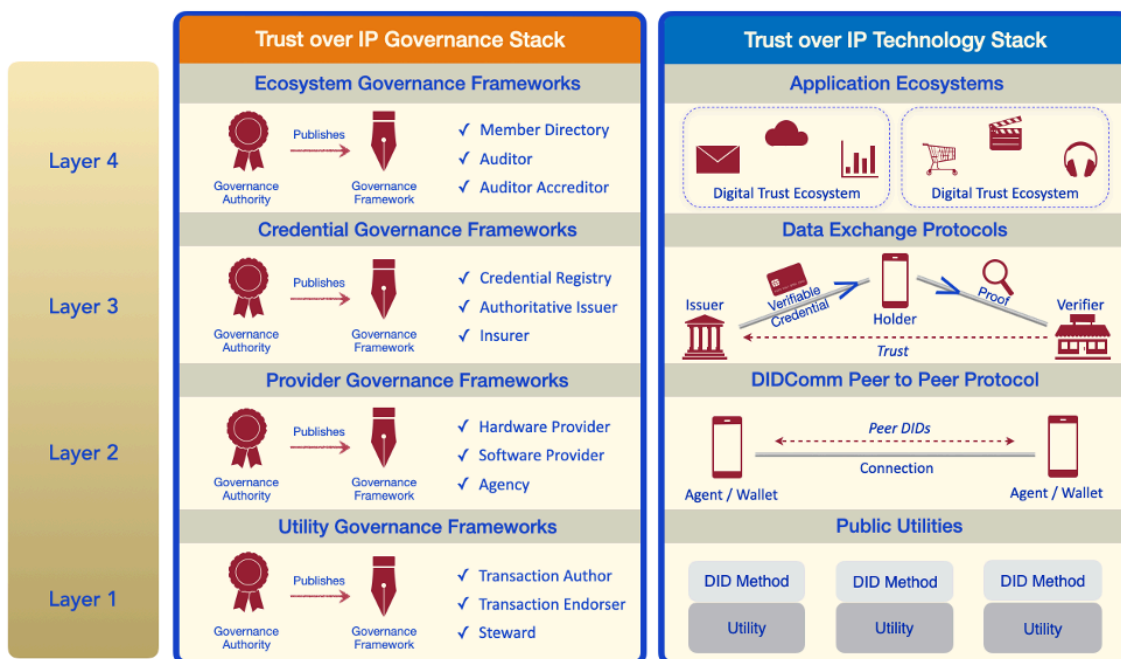 Trust over IP Governance Stack
Trust over IP Technology Stack
Layer 4
Ecosystem Governance Frameworks
Publishes
Governance
Authority
Governance
Framework
✓ Member Directory
✓ Auditor
✓ Auditor Accreditor
Application Ecosystems
Digital Trust Ecosystem
Digital Trust Ecosystem
Layer 3
Credential Governance Frameworks
Publishes
Governance
Authority
Governance
Framework
✓ Credential Registry
✓ Authoritative Issuer
✓ Insurer
Data Exchange Protocols
Issuer
Verifiable
Credential
Holder
Proof
Verifier
Trust
Layer 2
Provider Governance Frameworks
Publishes
Governance
Authority
Governance
Framework
✓ Hardware Provider
✓ Software Provider
✓ Agency
DIDComm Peer to Peer Protocol
Peer DIDs
Connection
Agent / Wallet
Agent / Wallet
Layer 1
Utility Governance Frameworks
Publishes
Governance
Authority
Governance
Framework
✓ Transaction Author
✓ Transaction Endorser
✓ Steward
Public Utilities
DID Method
DID Method
DID Method
Utility
Utility
Utility